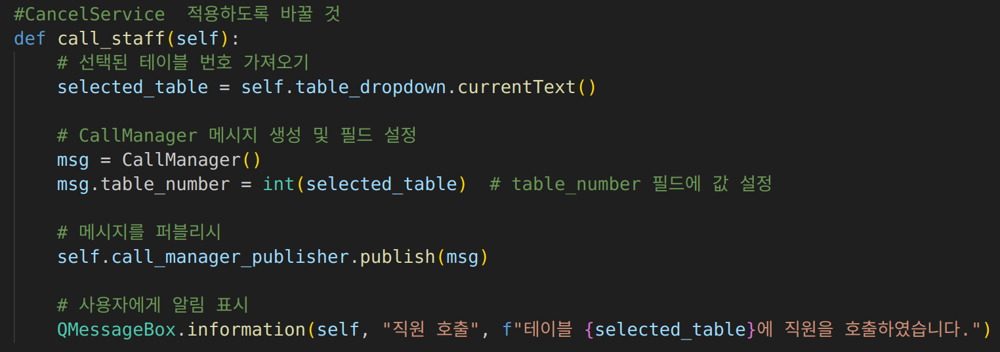 #CancelService  적용하도록 바꿀 것
def call_staff(self):
    # 선택된 테이블 번호 가져오기
    selected_table = self.table_dropdown.currentText()

    # CallManager 메시지 생성 및 필드 설정
    msg = CallManager()
    msg.table_number = int(selected_table)  # table_number 필드에 값 설정

    # 메시지를 퍼블리시
    self.call_manager_publisher.publish(msg)

    # 사용자에게 알림 표시
    QMessageBox.information(self, "직원 호출", f"테이블 {selected_table}에 직원을 호출하였습니다.")